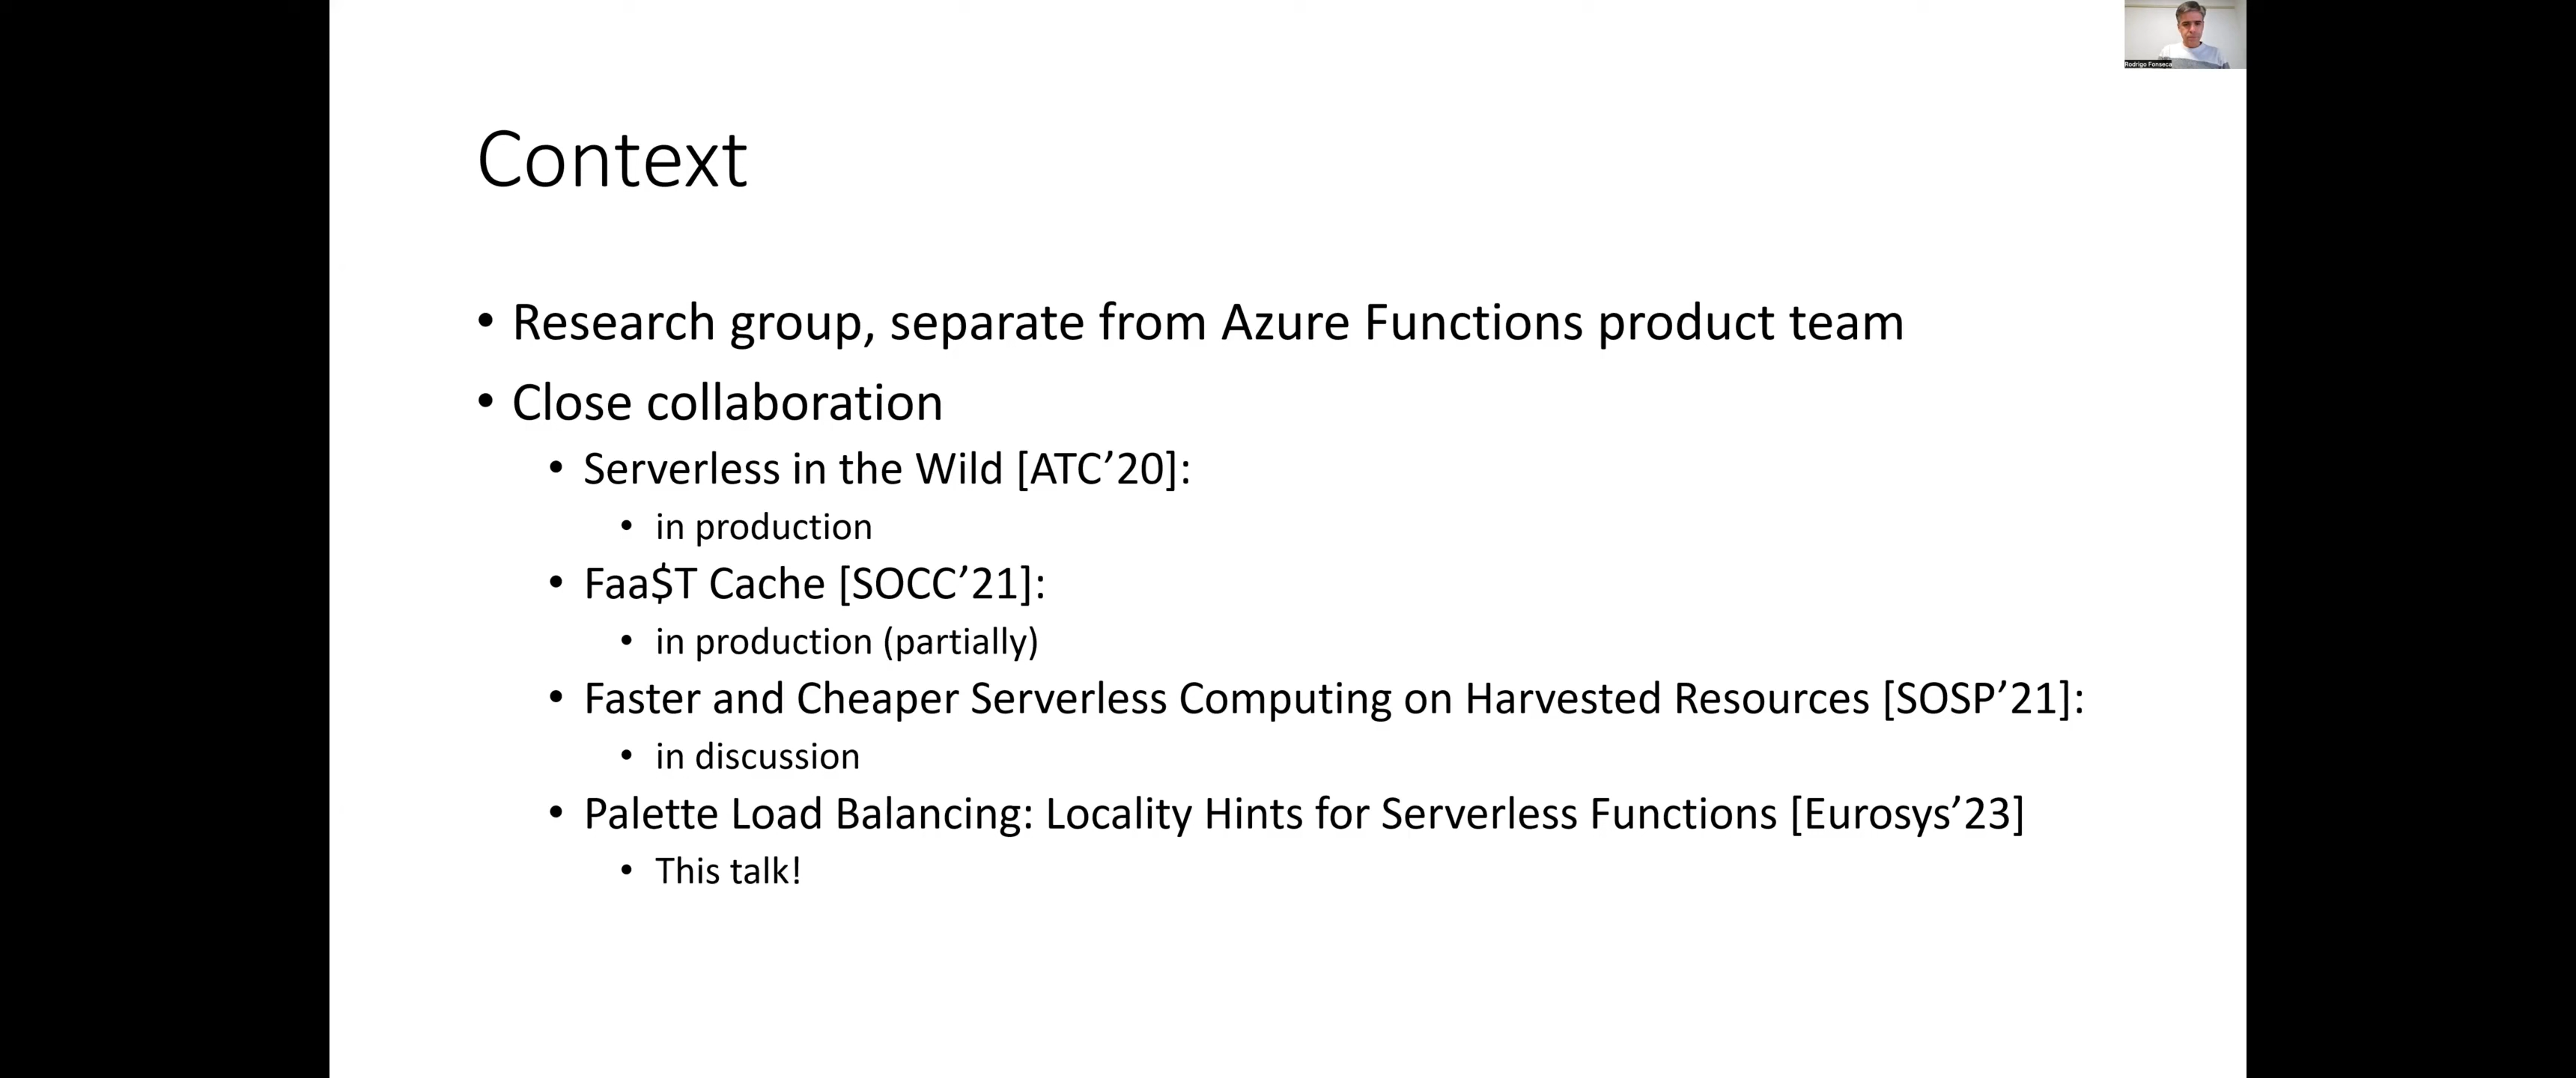 Rodrigo Fonseca
Context
• Research group, separate from Azure Functions product team
• Close collaboration
• Serverless in the Wild [ATC’20]:
• in production
• Faa$T Cache [SOCC’21]:
• in production (partially)
• Faster and Cheaper Serverless Computing on Harvested Resources [SOSP’21]:
• in discussion
• Palette Load Balancing: Locality Hints for Serverless Functions [Eurosys’23]
• This talk!